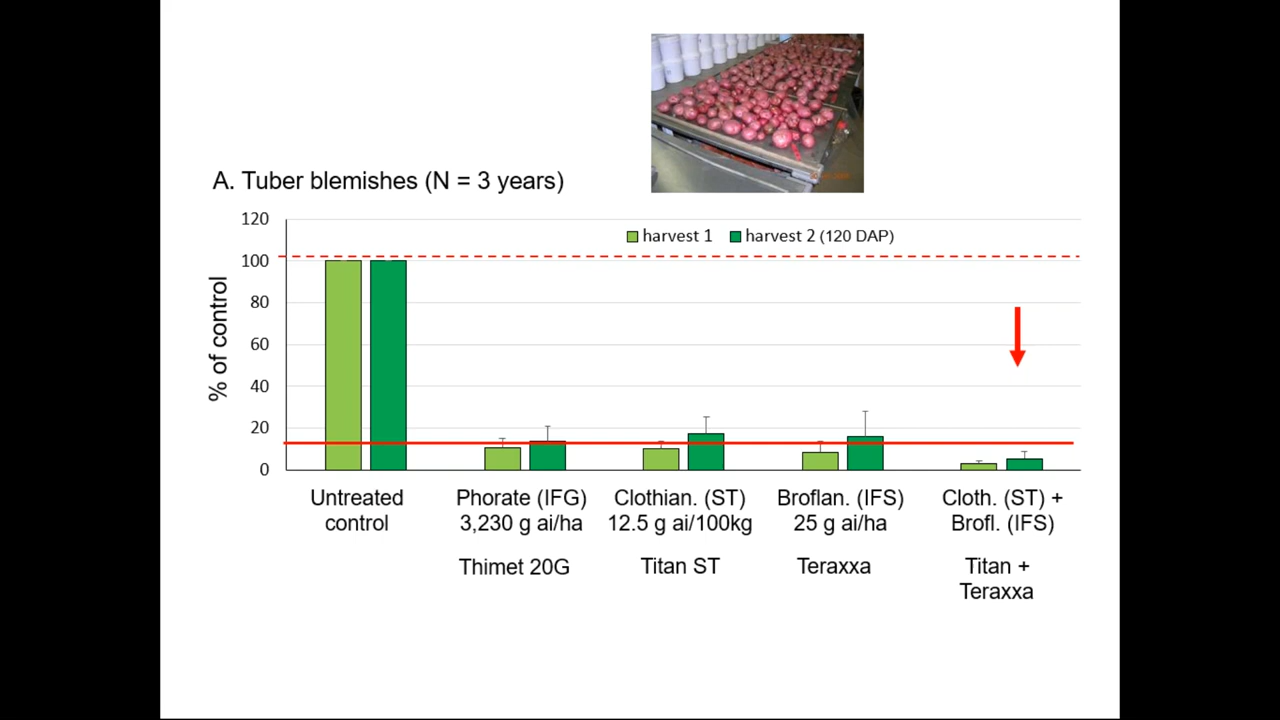 A. Tuber blemishes (N = 3 years)
120
harvest 1
harvest 2 (120 DAP)
100
80
60
40
20
0
% of control
Untreated
control
Phorate (IFG)
3,230 g ai/ha
Thimet 20G
Clothian. (ST)
12.5 g ai/100kg
Titan ST
Broflan. (IFS)
25 g ai/ha
Teraxxa
Cloth. (ST) +
Brofl. (IFS)
Titan +
Teraxxa